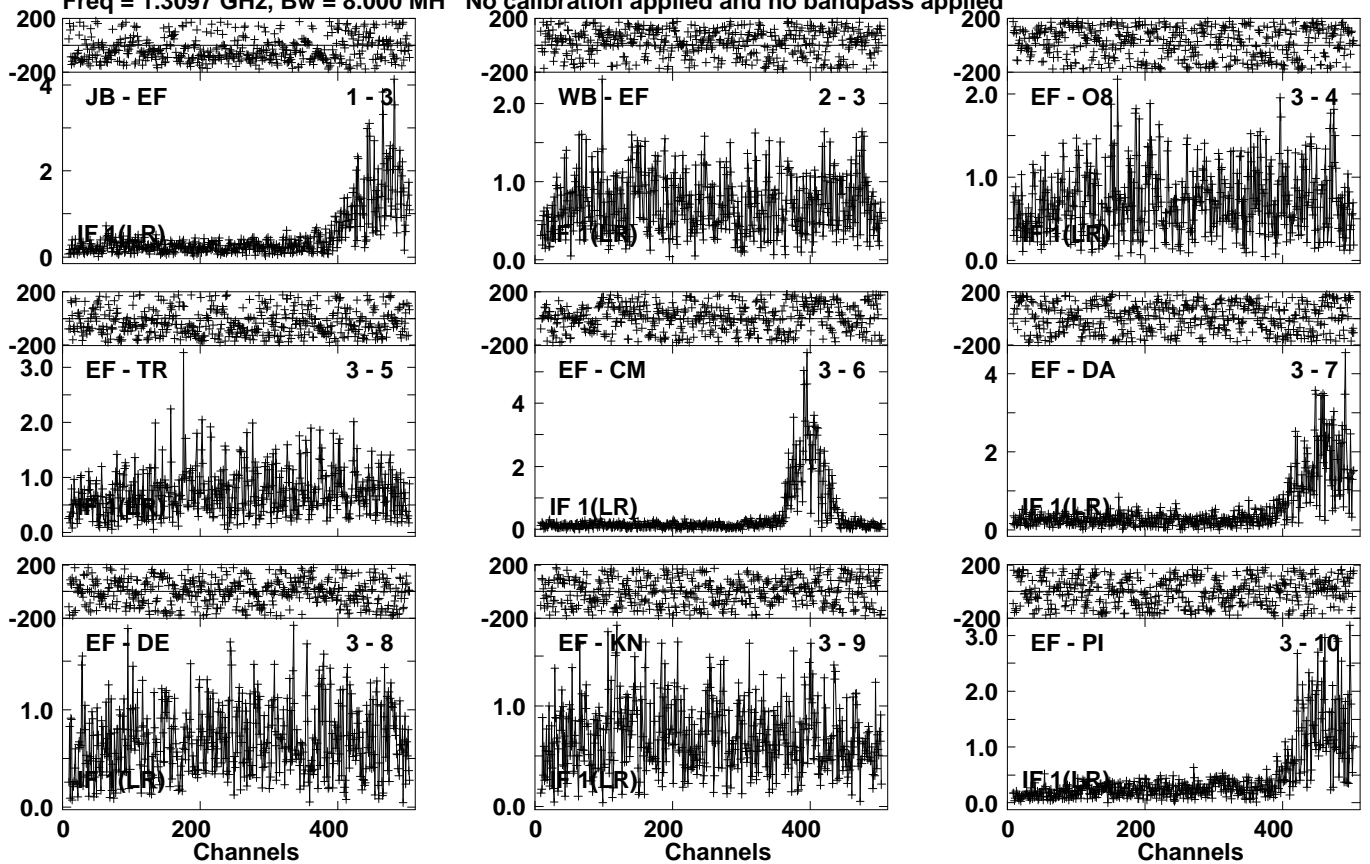 Freq = 1.3097 GHz, Bw = 8.000 MH No calibration applied and no bandpass applied
200
-200
4
2
0
JB - EF 1 - 3
IF 1(LR)
200
-200
2.0
1.0
0.0
WB - EF 2 - 3
IF 1(LR)
200
-200
2.0
1.0
0.0
EF - O8 3 - 4
IF 1(LR)
200
-200
3.0
2.0
1.0
0.0
EF - TR 3 - 5
IF 1(LR)
200
-200
4
2
0
EF - CM 3 - 6
IF 1(LR)
200
-200
4
2
0
EF - DA 3 - 7
IF 1(LR)
200
-200
1.0
0.0
EF - DE 3 - 8
IF 1(LR)
0 200 400
Channels
200
-200
1.0
0.0
EF - KN 3 - 9
IF 1(LR)
0 200 400
Channels
200
-200
3.0
2.0
1.0
0.0
EF - PI 3 - 10
IF 1(LR)
0 200 400
Channels